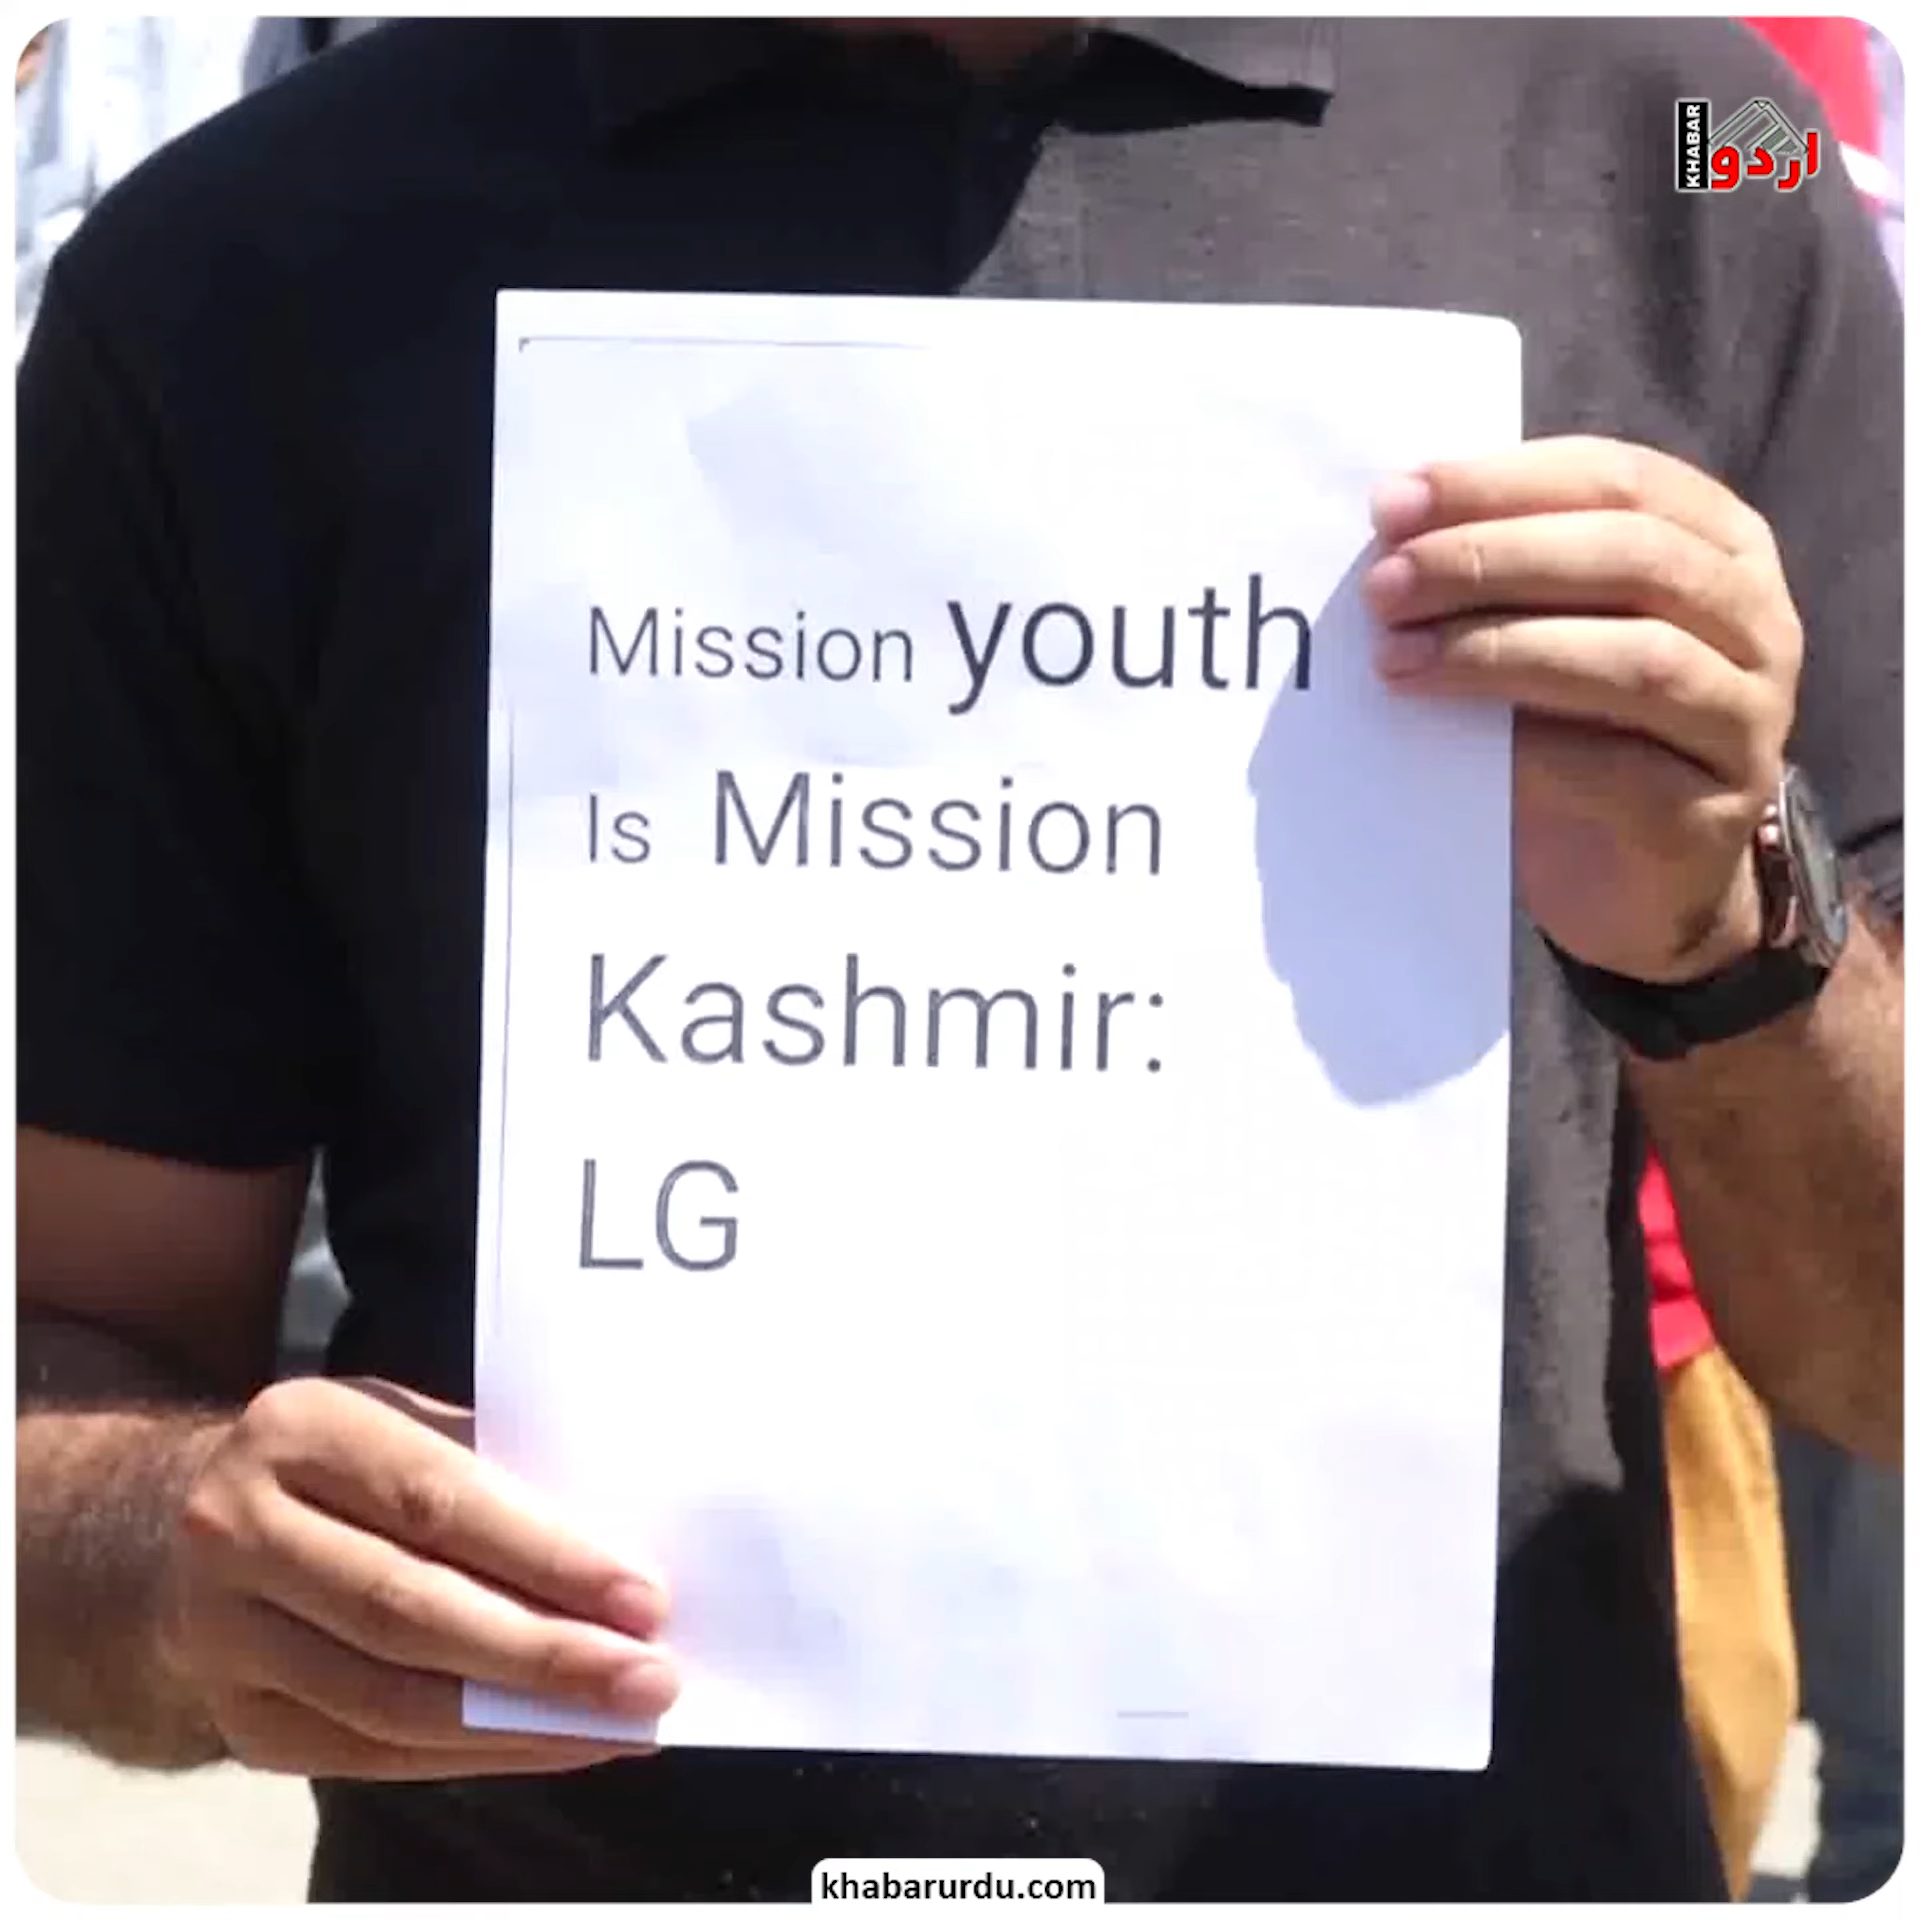 KHABAR
اردو
Mission youth
Is Mission
Kashmir:
LG
khabarurdu.com